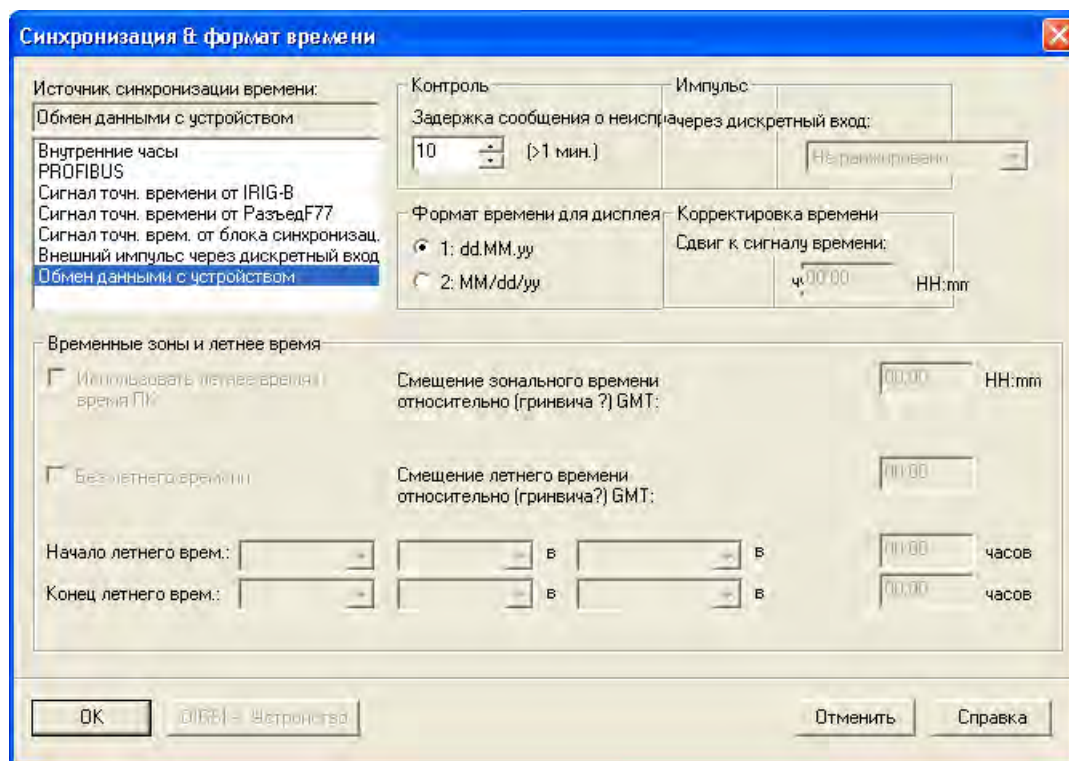 Синхронизация & формат времени
Источник синхронизации времени:
Обмен данными с устройством
Внутренние часы
PROFIBUS
Сигнал точн. времени от IRIG-B
Сигнал точн. времени от РазъедF77
Сигнал точн. врем. от блока синхронизац.
Внешний импульс через дискретный вход
Обмен данными с устройством
Контроль
Задержка сообщения о неиспра
10 (>1 мин.)
Импульс
через дискретный вход:
Не ранжировано
Формат времени для дисплея
1: dd.MM.yy
2: MM/dd/yy
Корректировка времени
Сдвиг к сигналу времени:
00:00 HH:mm
Временные зоны и летнее время
Использовать летнее время и
время ПК
Смещение зонального времени
относительно (гринвича ?) GMT:
00:00 HH:mm
Без летнего времени
Смещение летнего времени
относительно (гринвича?) GMT:
00:00
Начало летнего врем.: в в 00:00 часов
Конец летнего врем.: в в 00:00 часов
OK
Отменить
Справка